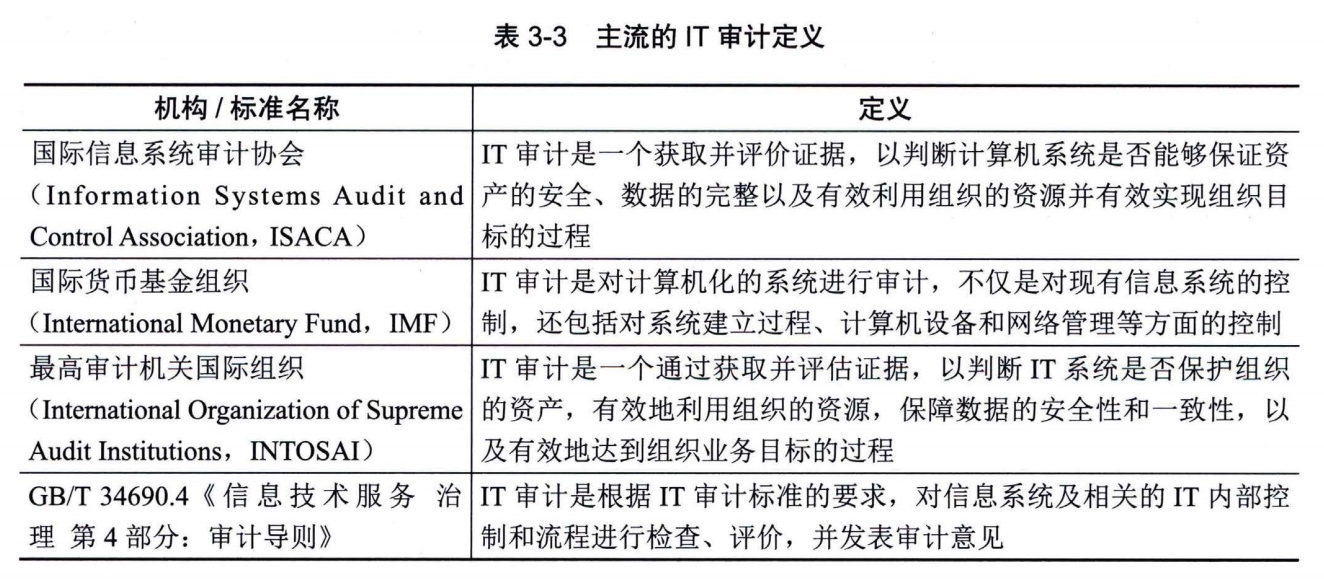 表 3-3 主流的 IT 审计定义
机构 / 标准名称
定义
国际信息系统审计协会
（Information Systems Audit and
Control Association，ISACA）
IT 审计是一个获取并评价证据，以判断计算机系统是否能够保证资
产的安全、数据的完整以及有效利用组织的资源并有效实现组织目
标的过程
国际货币基金组织
（International Monetary Fund，IMF）
IT 审计是对计算机化的系统进行审计，不仅是对现有信息系统的控
制，还包括对系统建立过程、计算机设备和网络管理等方面的控制
最高审计机关国际组织
（International Organization of Supreme
Audit Institutions，INTOSAI）
IT 审计是一个通过获取并评估证据，以判断 IT 系统是否保护组织
的资产，有效地利用组织的资源，保障数据的安全性和一致性，以
及有效地达到组织业务目标的过程
GB/T 34690.4《信息技术服务 治
理 第 4 部分：审计导则》
IT 审计是根据 IT 审计标准的要求，对信息系统及相关的 IT 内部控
制和流程进行检查、评价，并发表审计意见